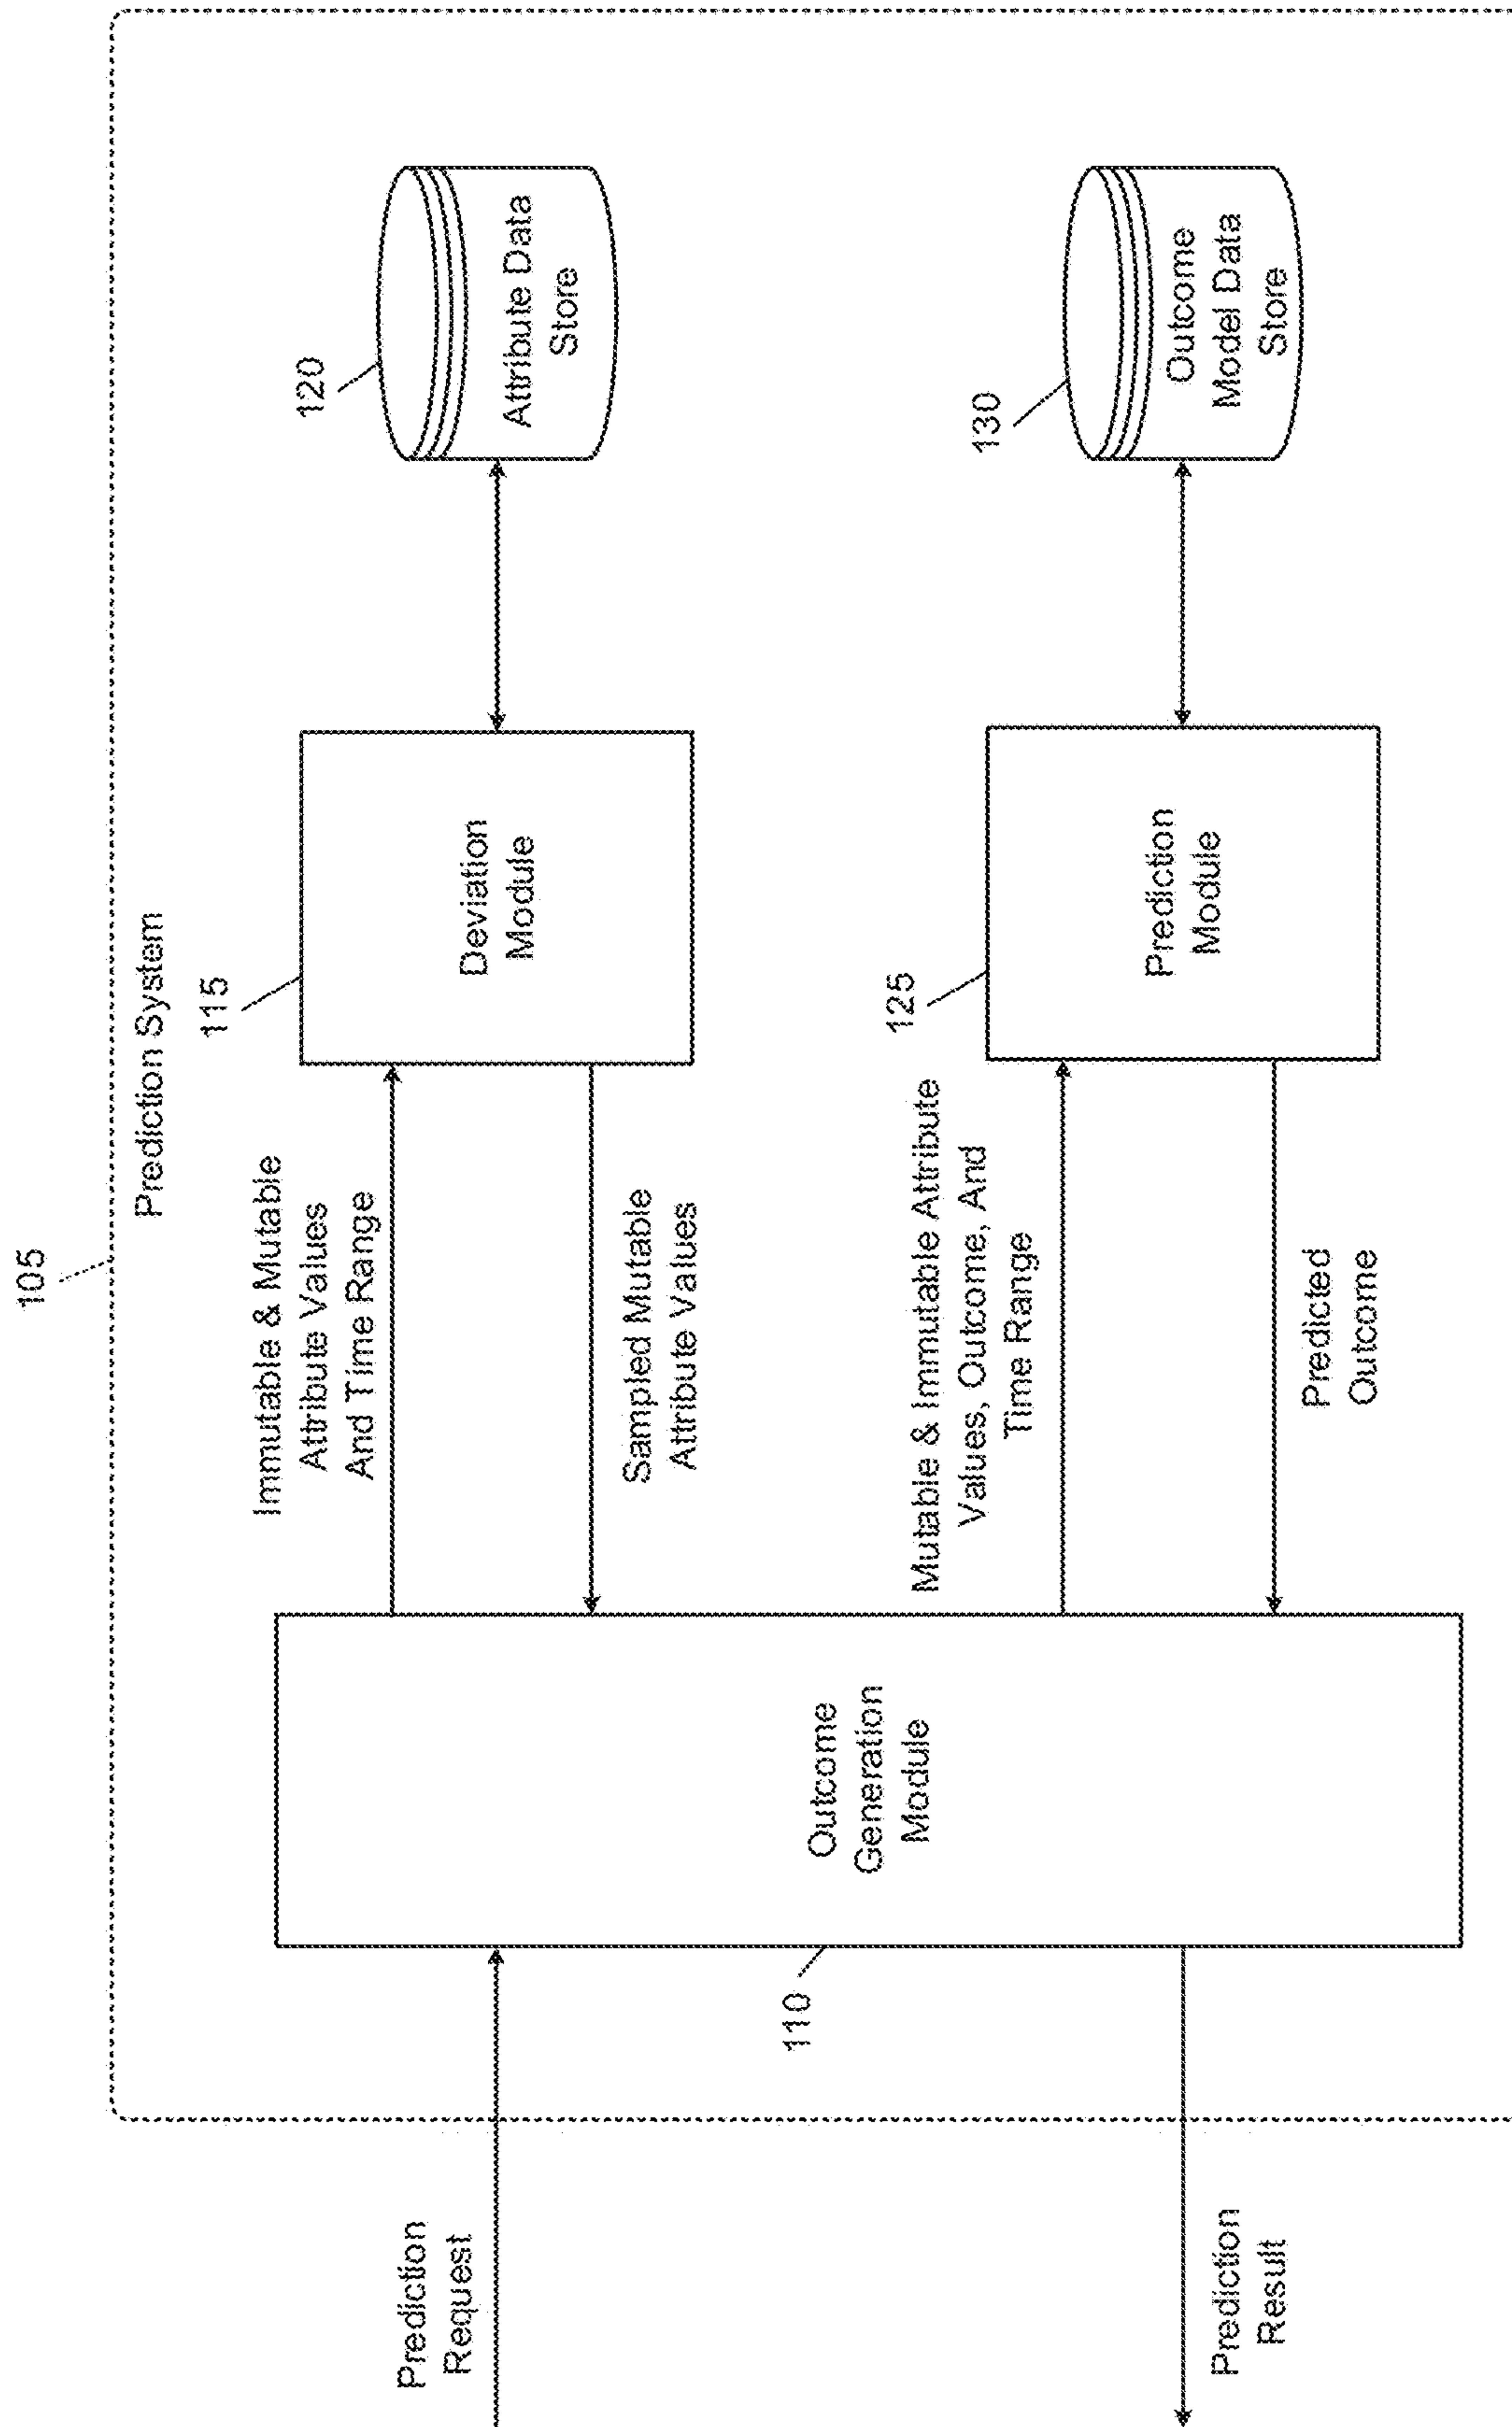 105
Prediction System
Prediction
Request
Prediction
Result
110
Outcome
Generation
Module
Immutable & Mutable
Attribute Values
And Time Range
Sampled Mutable
Attribute Values
115
Deviation
Module
120
Attribute Data
Store
Mutable & Immutable Attribute
Values, Outcome, And
Time Range
Predicted
Outcome
125
Prediction
Module
130
Outcome
Model Data
Store